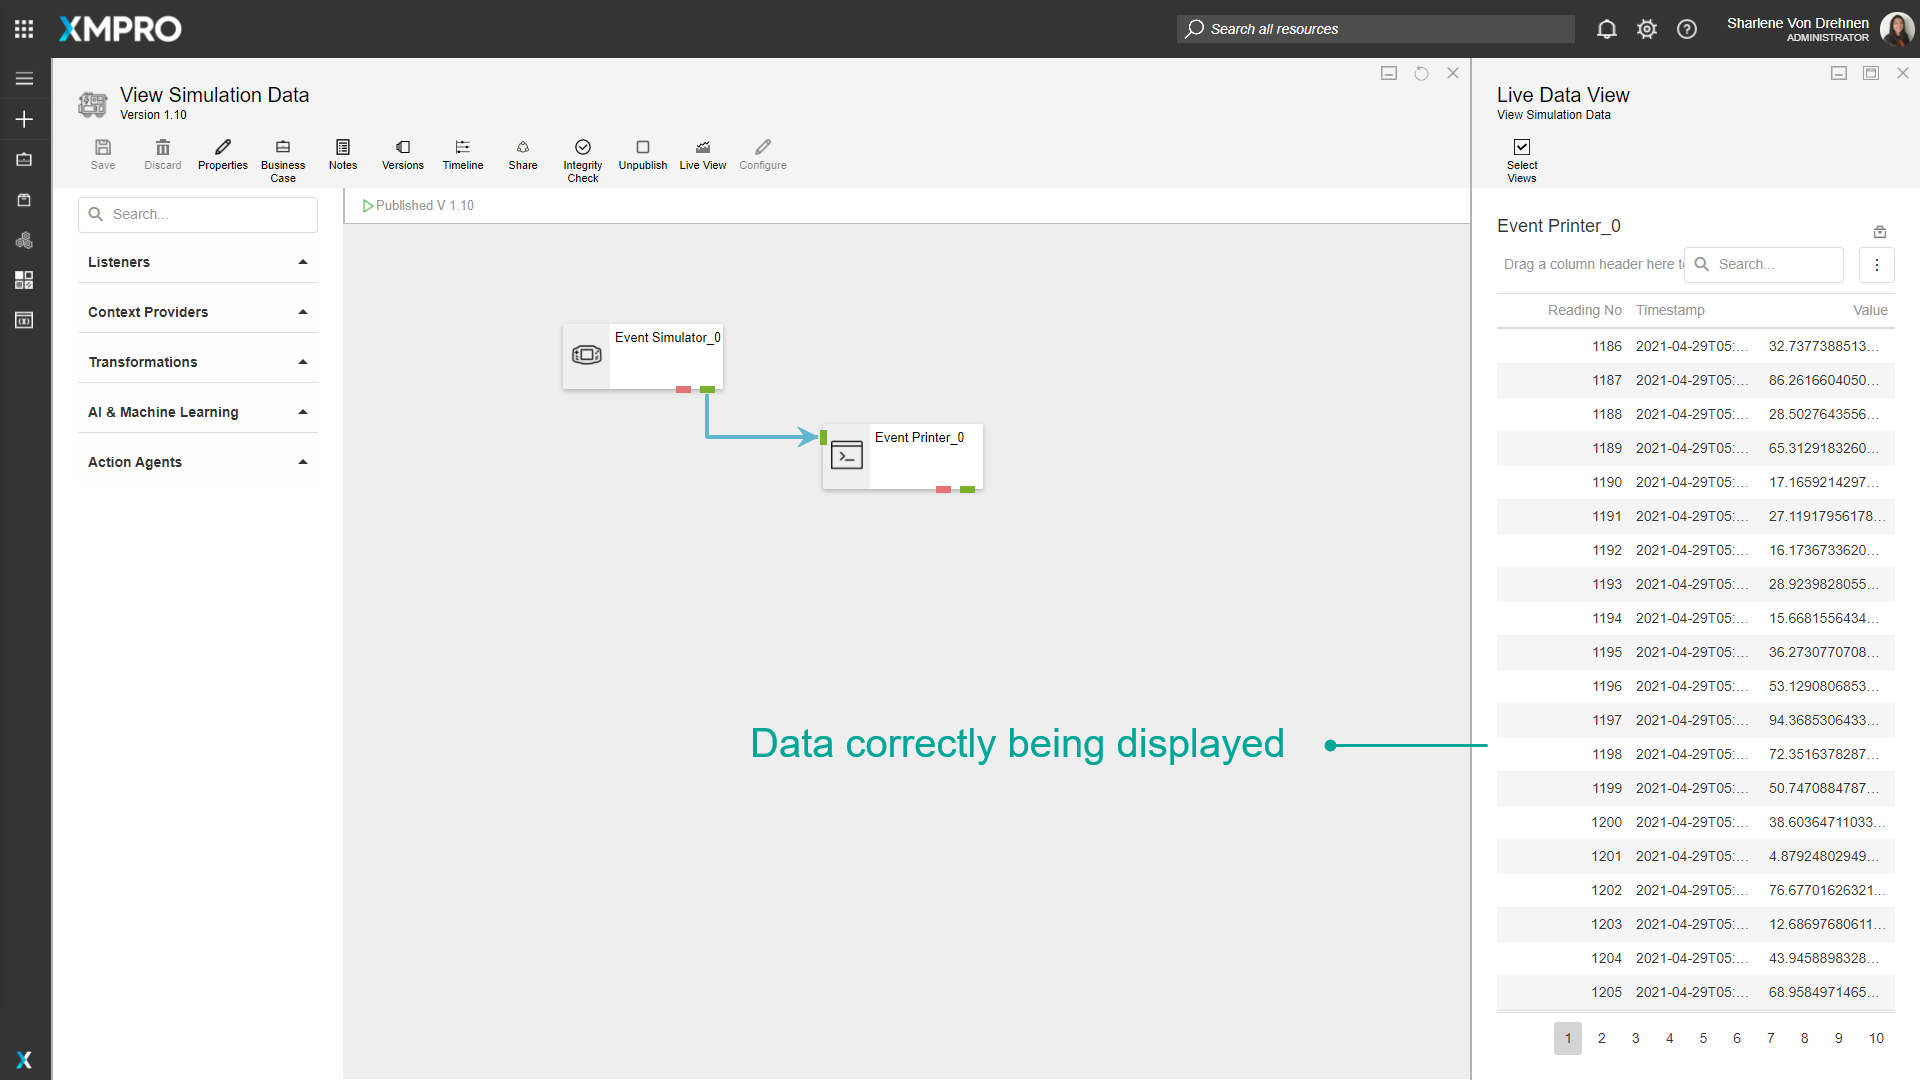 XMPRO
Search all resources
Sharlene Von Drehnen
ADMINISTRATOR
View Simulation Data
Version 1.10
Save
Discard
Properties
Business
Case
Notes
Versions
Timeline
Share
Integrity
Check
Unpublish
Live View
Configure
Search...
Listeners
Context Providers
Transformations
AI & Machine Learning
Action Agents
Published V 1.10
Event Simulator_0
Event Printer_0
Data correctly being displayed
Live Data View
View Simulation Data
Select
Views
Event Printer_0
Drag a column header here t
Search...
Reading No Timestamp Value
1186 2021-04-29T05:... 32.7377388513...
1187 2021-04-29T05:... 86.2616604050...
1188 2021-04-29T05:... 28.5027643556...
1189 2021-04-29T05:... 65.3129183260...
1190 2021-04-29T05:... 17.1659214297...
1191 2021-04-29T05:... 27.11917956178...
1192 2021-04-29T05:... 16.1736733620...
1193 2021-04-29T05:... 28.9239828055...
1194 2021-04-29T05:... 15.6681556434...
1195 2021-04-29T05:... 36.2730770708...
1196 2021-04-29T05:... 53.1290806853...
1197 2021-04-29T05:... 94.3685306433...
1198 2021-04-29T05:... 72.3516378287...
1199 2021-04-29T05:... 50.7470884787...
1200 2021-04-29T05:... 38.60364711033...
1201 2021-04-29T05:... 4.87924802949...
1202 2021-04-29T05:... 76.67701626321...
1203 2021-04-29T05:... 12.68697680611...
1204 2021-04-29T05:... 43.9458898328...
1205 2021-04-29T05:... 68.9584971465...
1 2 3 4 5 6 7 8 9 10